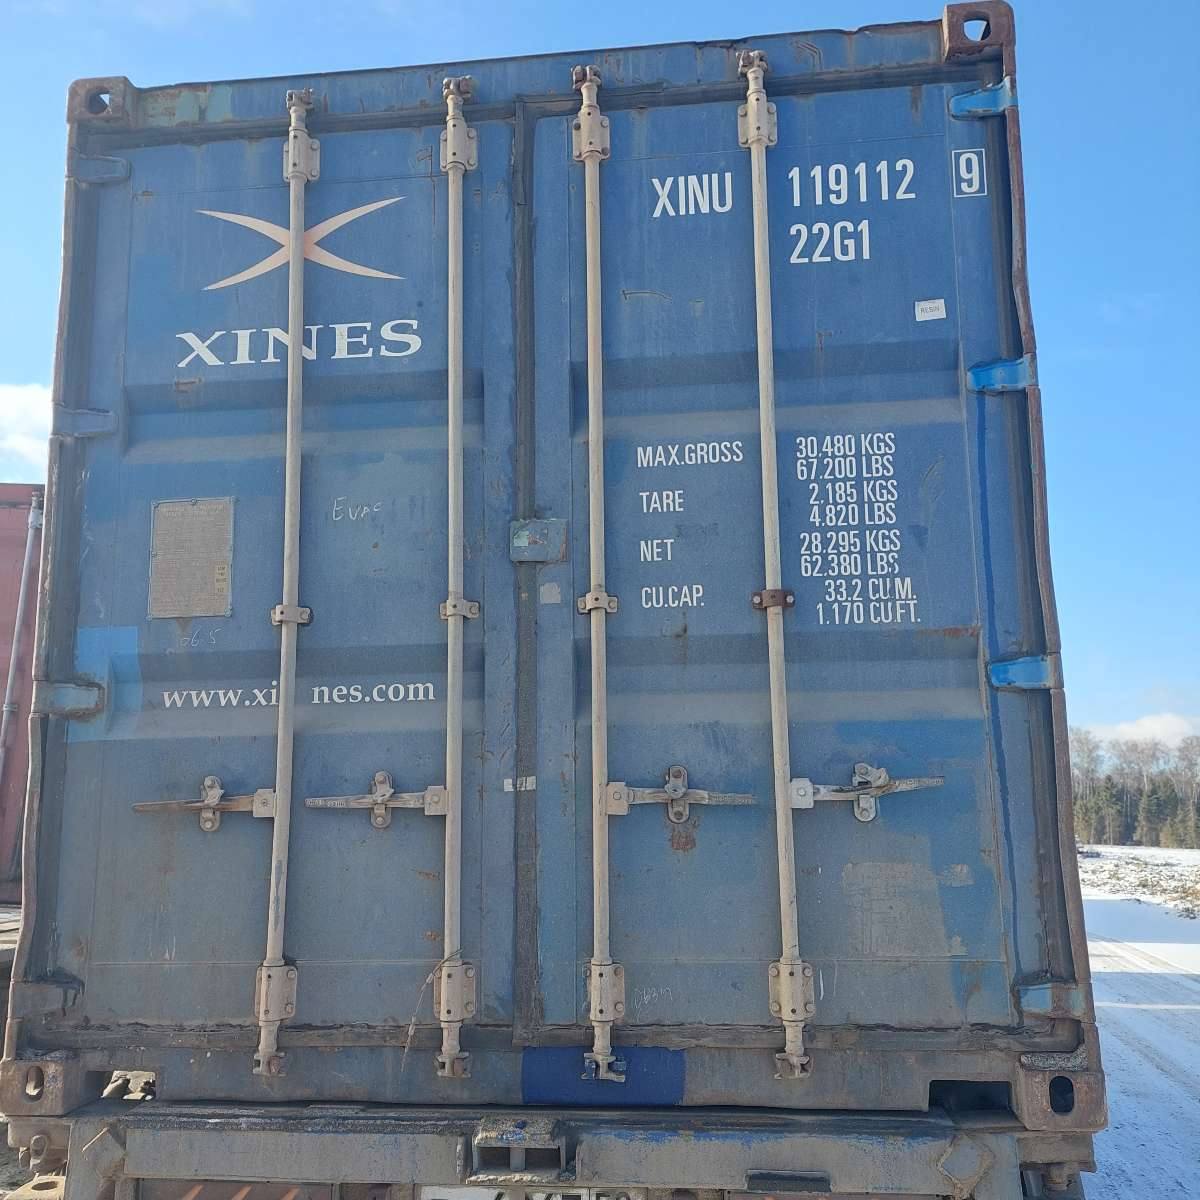 XINU 119112 9
22G1
XINES
RESIN
MAX.GROSS 30.480 KGS
67.200 LBS
TARE 2.185 KGS
4.820 LBS
NET 28.295 KGS
62.380 LBS
CU.CAP. 33.2 CU.M.
1.170 CU.FT.
www.xi nes.com